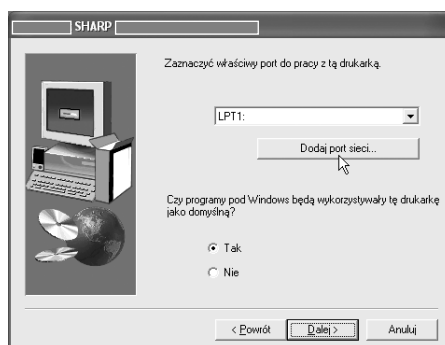 SHARP
Zaznaczyć właściwy port do pracy z tą drukarką.
LPT1:
Dodaj port sieci...
Czy programy pod Windows będą wykorzystywały tę drukarkę
jako domyślną?
Tak
Nie
< Powrót
Dalej >
Anuluj